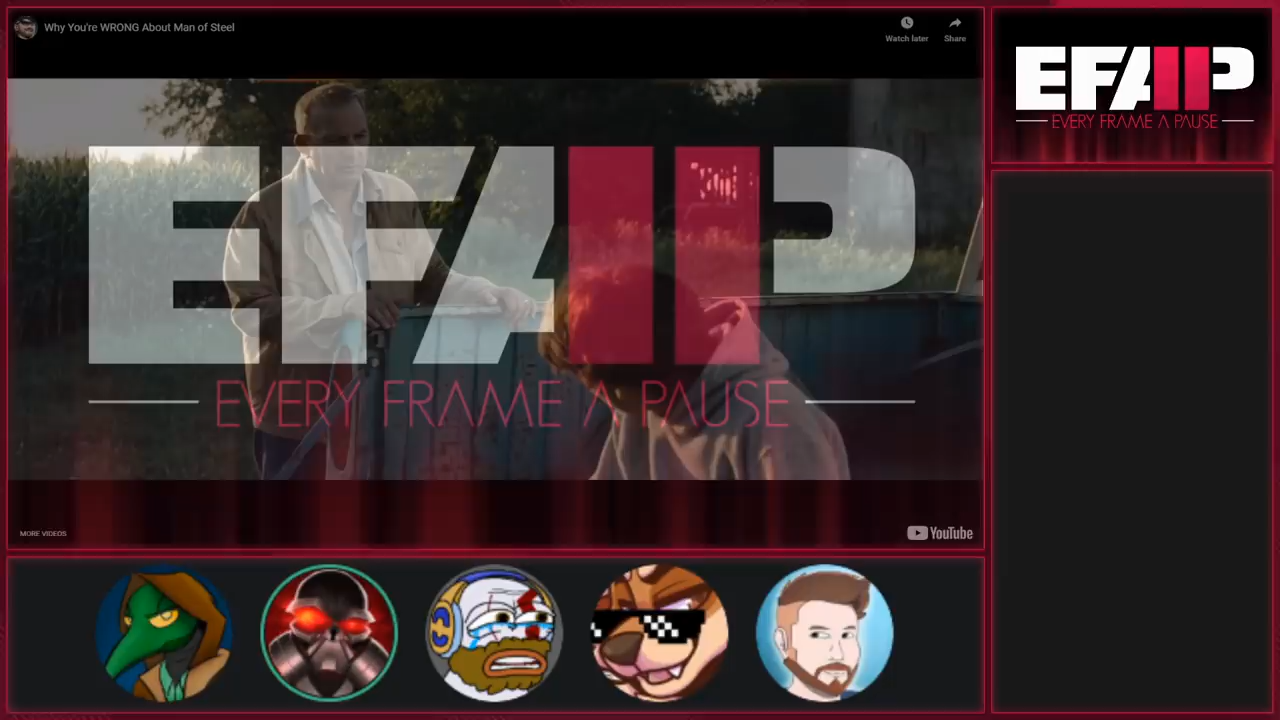 Why You're WRONG About Man of Steel
Watch later
Share
EFAP
EVERY FRAME A PAUSE
MORE VIDEOS
YouTube
EFAP
EVERY FRAME A PAUSE